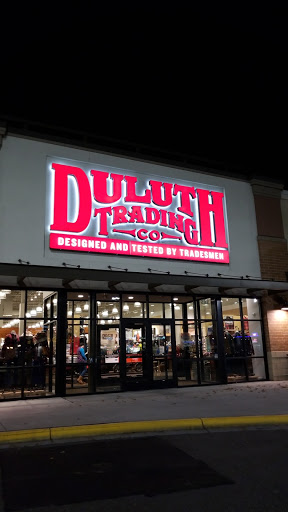 DULUTH
TRADING
CO
DESIGNED AND TESTED BY TRADESMEN